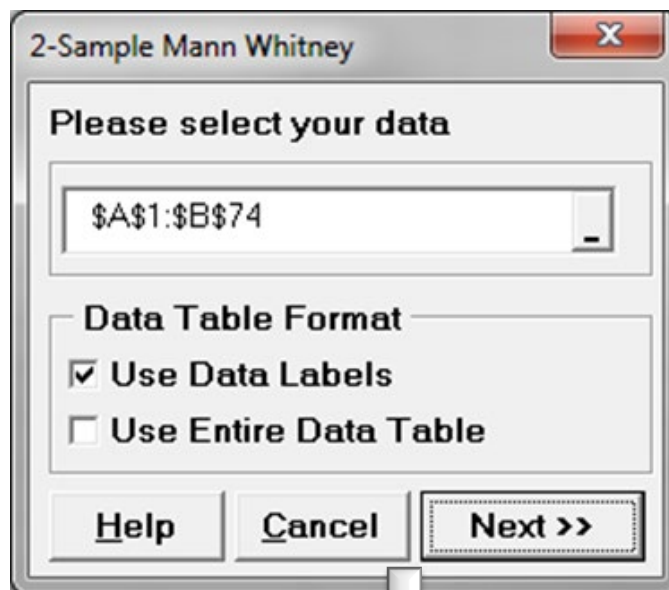 2-Sample Mann Whitney
Please select your data
$A$1:$B$74
Data Table Format
Use Data Labels
Use Entire Data Table
Help Cancel Next >>